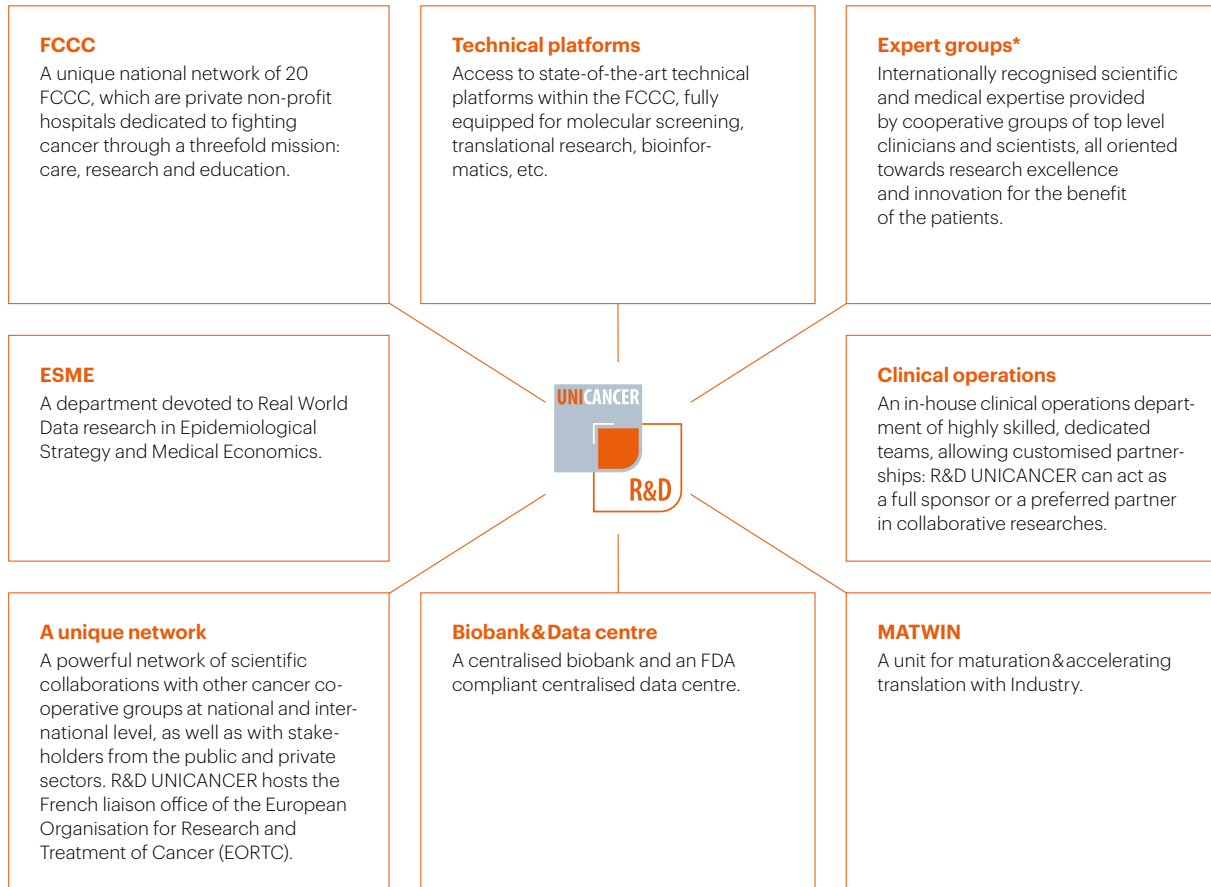 FCCC
A unique national network of 20
FCCC, which are private non-profit
hospitals dedicated to fighting
cancer through a threefold mission:
care, research and education.
Technical platforms
Access to state-of-the-art technical
platforms within the FCCC, fully
equipped for molecular screening,
translational research, bioinfor-
matics, etc.
Expert groups*
Internationally recognised scientific
and medical expertise provided
by cooperative groups of top level
clinicians and scientists, all oriented
towards research excellence
and innovation for the benefit
of the patients.
ESME
A department devoted to Real World
Data research in Epidemiological
Strategy and Medical Economics.
UNICANCER
R&D
Clinical operations
An in-house clinical operations depart-
ment of highly skilled, dedicated
teams, allowing customised partner-
ships: R&D UNICANCER can act as
a full sponsor or a preferred partner
in collaborative researches.
A unique network
A powerful network of scientific
collaborations with other cancer co-
operative groups at national and inter-
national level, as well as with stake-
holders from the public and private
sectors. R&D UNICANCER hosts the
French liaison office of the European
Organisation for Research and
Treatment of Cancer (EORTC).
Biobank & Data centre
A centralised biobank and an FDA
compliant centralised data centre.
MATWIN
A unit for maturation & accelerating
translation with Industry.